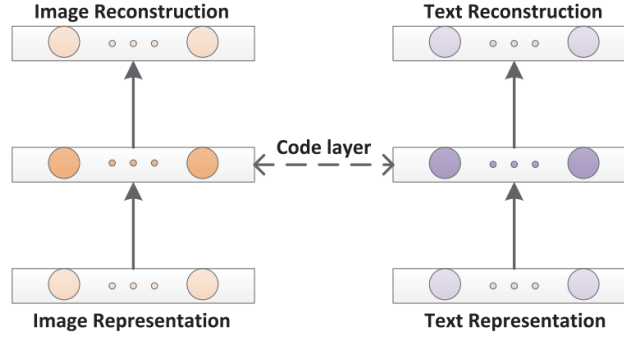 Image Reconstruction
Text Reconstruction
Code layer
Image Representation
Text Representation